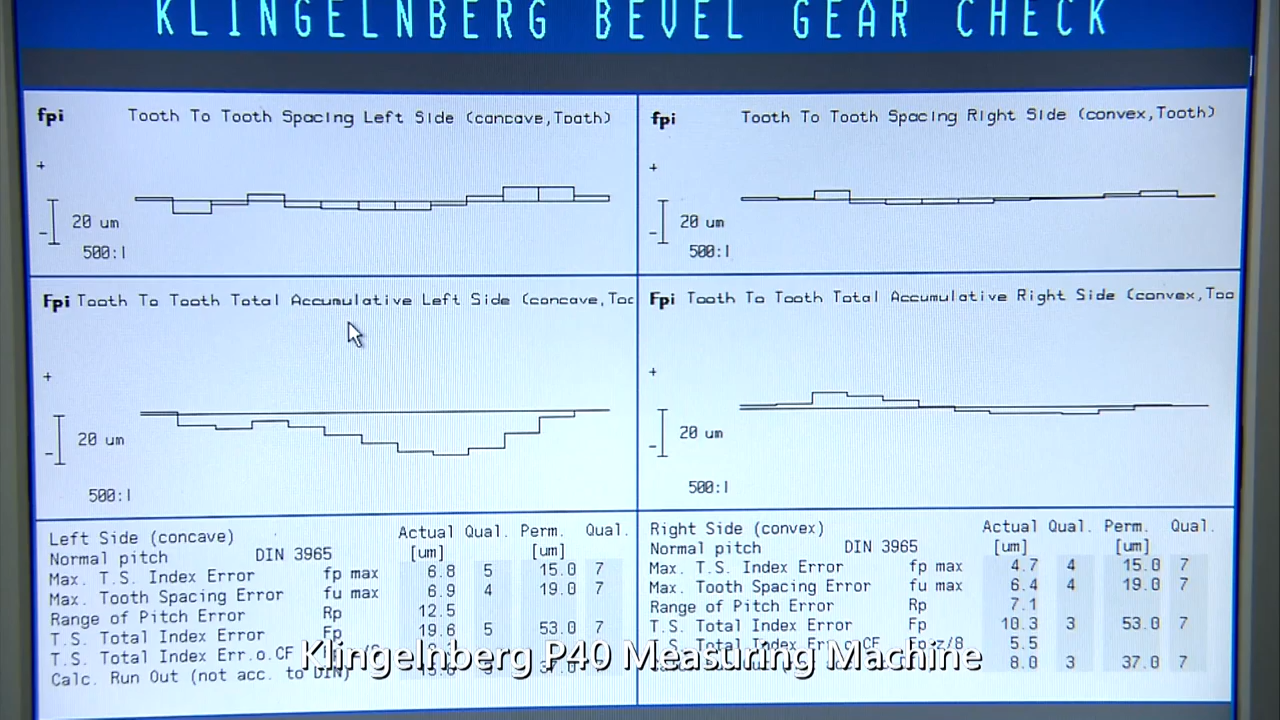 KLINGELNBERG BEVEL GEAR CHECK
fpi Tooth To Tooth Spacing Left Side (concave,Tooth)
+
20 um
-
500:1
fpi Tooth To Tooth Spacing Right Side (convex,Tooth)
+
20 um
-
500:1
Fpi Tooth To Tooth Total Accumulative Left Side (concave,Too
+
20 um
-
500:1
Fpi Tooth To Tooth Total Accumulative Right Side (convex,Too
+
20 um
-
500:1
Left Side (concave) Actual Qual. Perm. Qual.
Normal pitch DIN 3965 [um] [um]
Max. T.S. Index Error fp max 6.8 5 15.0 7
Max. Tooth Spacing Error fu max 6.9 4 19.0 7
Range of Pitch Error Rp 12.5
T.S. Total Index Error Fp 19.6 5 53.0 7
T.S. Total Index Err.o.CF
Calc. Run Out (not acc. to DIN)
Right Side (convex) Actual Qual. Perm. Qual.
Normal pitch DIN 3965 [um] [um]
Max. T.S. Index Error fp max 4.7 4 15.0 7
Max. Tooth Spacing Error fu max 6.4 4 19.0 7
Range of Pitch Error Rp 7.1
T.S. Total Index Error Fp 10.3 3 53.0 7
T.S. Total Index Err.o.CF Fp z/8 5.5
8.0 3 37.0 7
Klingelnberg P40 Measuring Machine